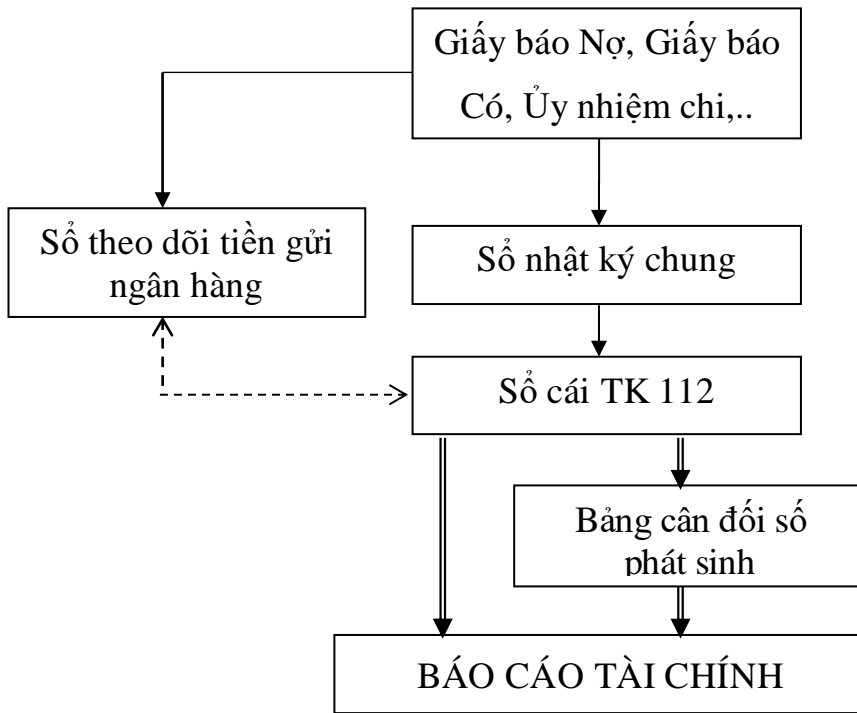 Giấy báo Nợ, Giấy báo
Có, Ủy nhiệm chi,..
Sổ theo dõi tiền gửi
ngân hàng
Sổ nhật ký chung
Sổ cái TK 112
Bảng cân đối số
phát sinh
BÁO CÁO TÀI CHÍNH